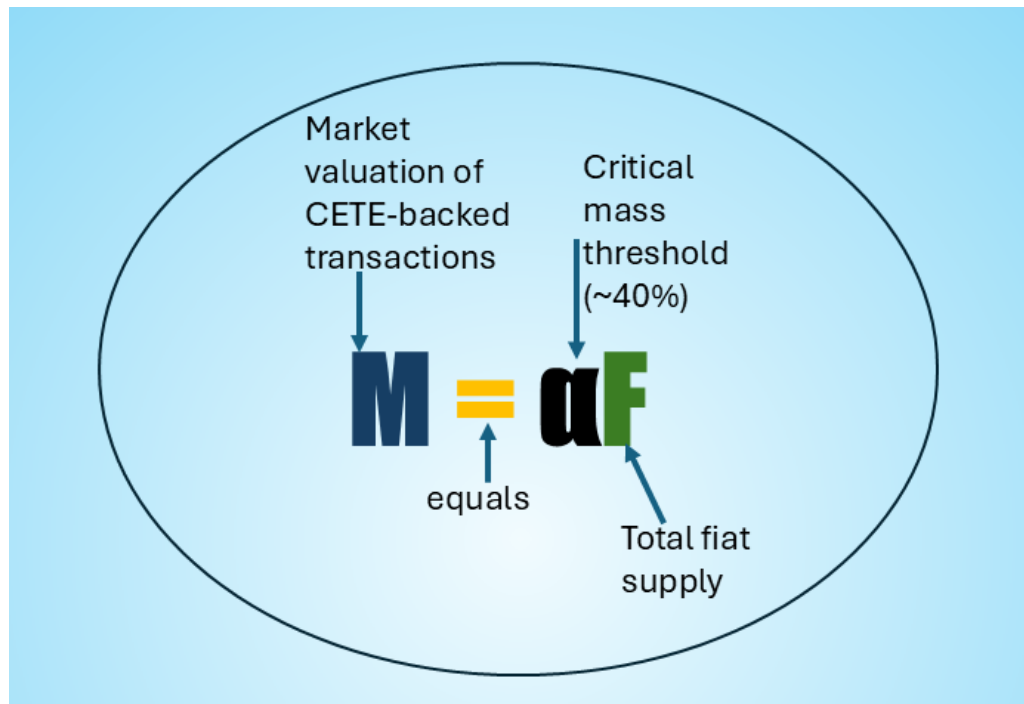 Market
valuation of
CETE-backed
transactions
Critical
mass
threshold
(~40%)
M = αF
equals
Total fiat
supply